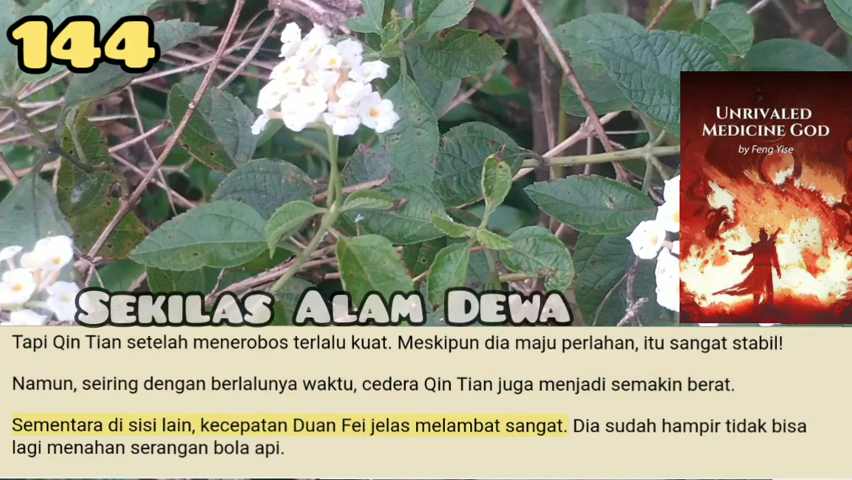 144
UNRIVALED
MEDICINE GOD
by Feng Yise
SEKILAS ALAM DEWA
Tapi Qin Tian setelah menerobos terlalu kuat. Meskipun dia maju perlahan, itu sangat stabil!
Namun, seiring dengan berlalunya waktu, cedera Qin Tian juga menjadi semakin berat.
Sementara di sisi lain, kecepatan Duan Fei jelas melambat sangat. Dia sudah hampir tidak bisa
lagi menahan serangan bola api.